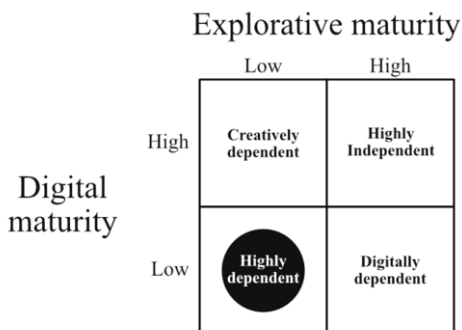 Explorative maturity
Low High
High
Creatively
dependent
Highly
Independent
Digital
maturity
Low
Highly
dependent
Digitally
dependent